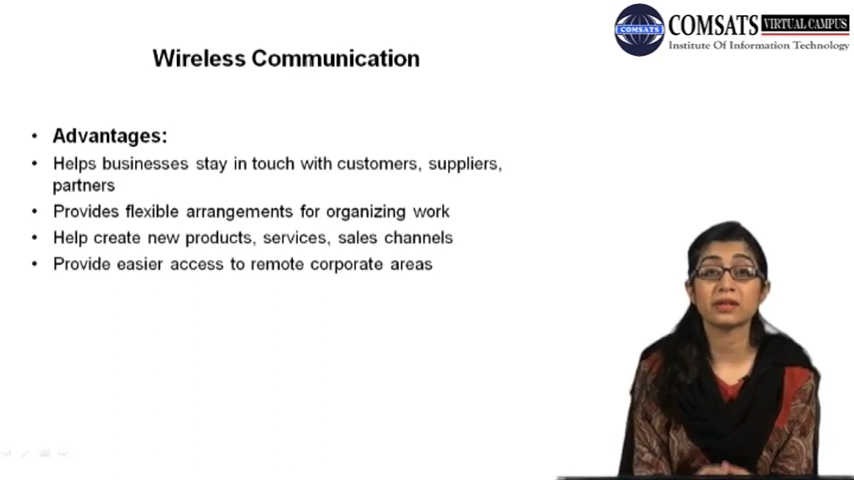 COMSATS VIRTUAL CAMPUS
COMSATS
Institute Of Information Technology
Wireless Communication
• Advantages:
• Helps businesses stay in touch with customers, suppliers,
partners
• Provides flexible arrangements for organizing work
• Help create new products, services, sales channels
• Provide easier access to remote corporate areas